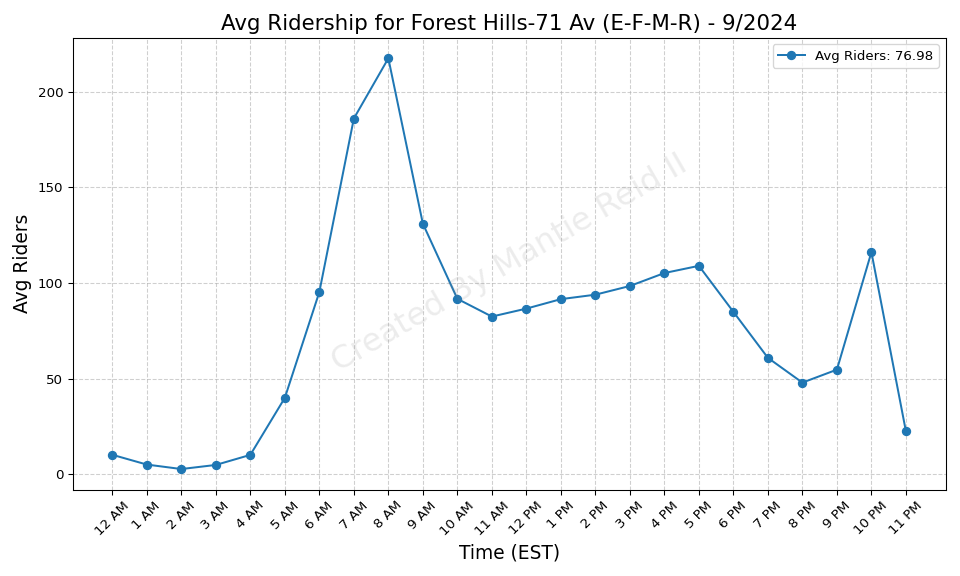 Avg Ridership for Forest Hills-71 Av (E-F-M-R) - 9/2024
Avg Riders: 76.98
200
150
100
50
0
Avg Riders
Created By Mantie Reid II
12 AM
1 AM
2 AM
3 AM
4 AM
5 AM
6 AM
7 AM
8 AM
9 AM
10 AM
11 AM
12 PM
1 PM
2 PM
3 PM
4 PM
5 PM
6 PM
7 PM
8 PM
9 PM
10 PM
11 PM
Time (EST)